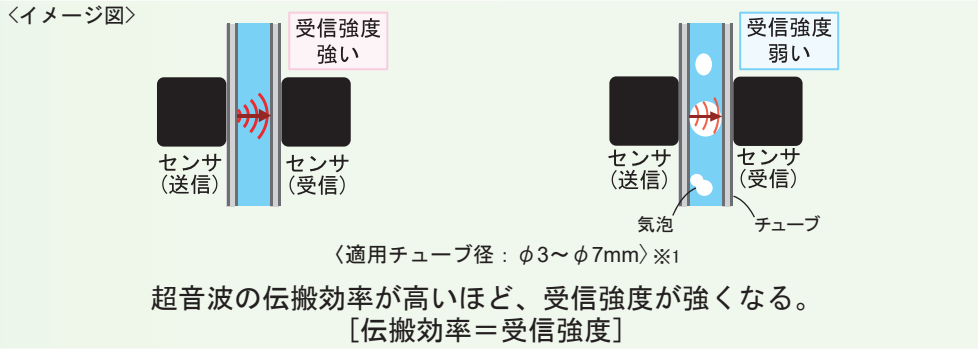 〈イメージ図〉
受信強度
強い
センサ
（送信）
センサ
（受信）
受信強度
弱い
センサ
（送信）
センサ
（受信）
気泡
チューブ
〈適用チューブ径：φ3～φ7mm〉※1
超音波の伝搬効率が高いほど、受信強度が強くなる。
［伝搬効率＝受信強度］